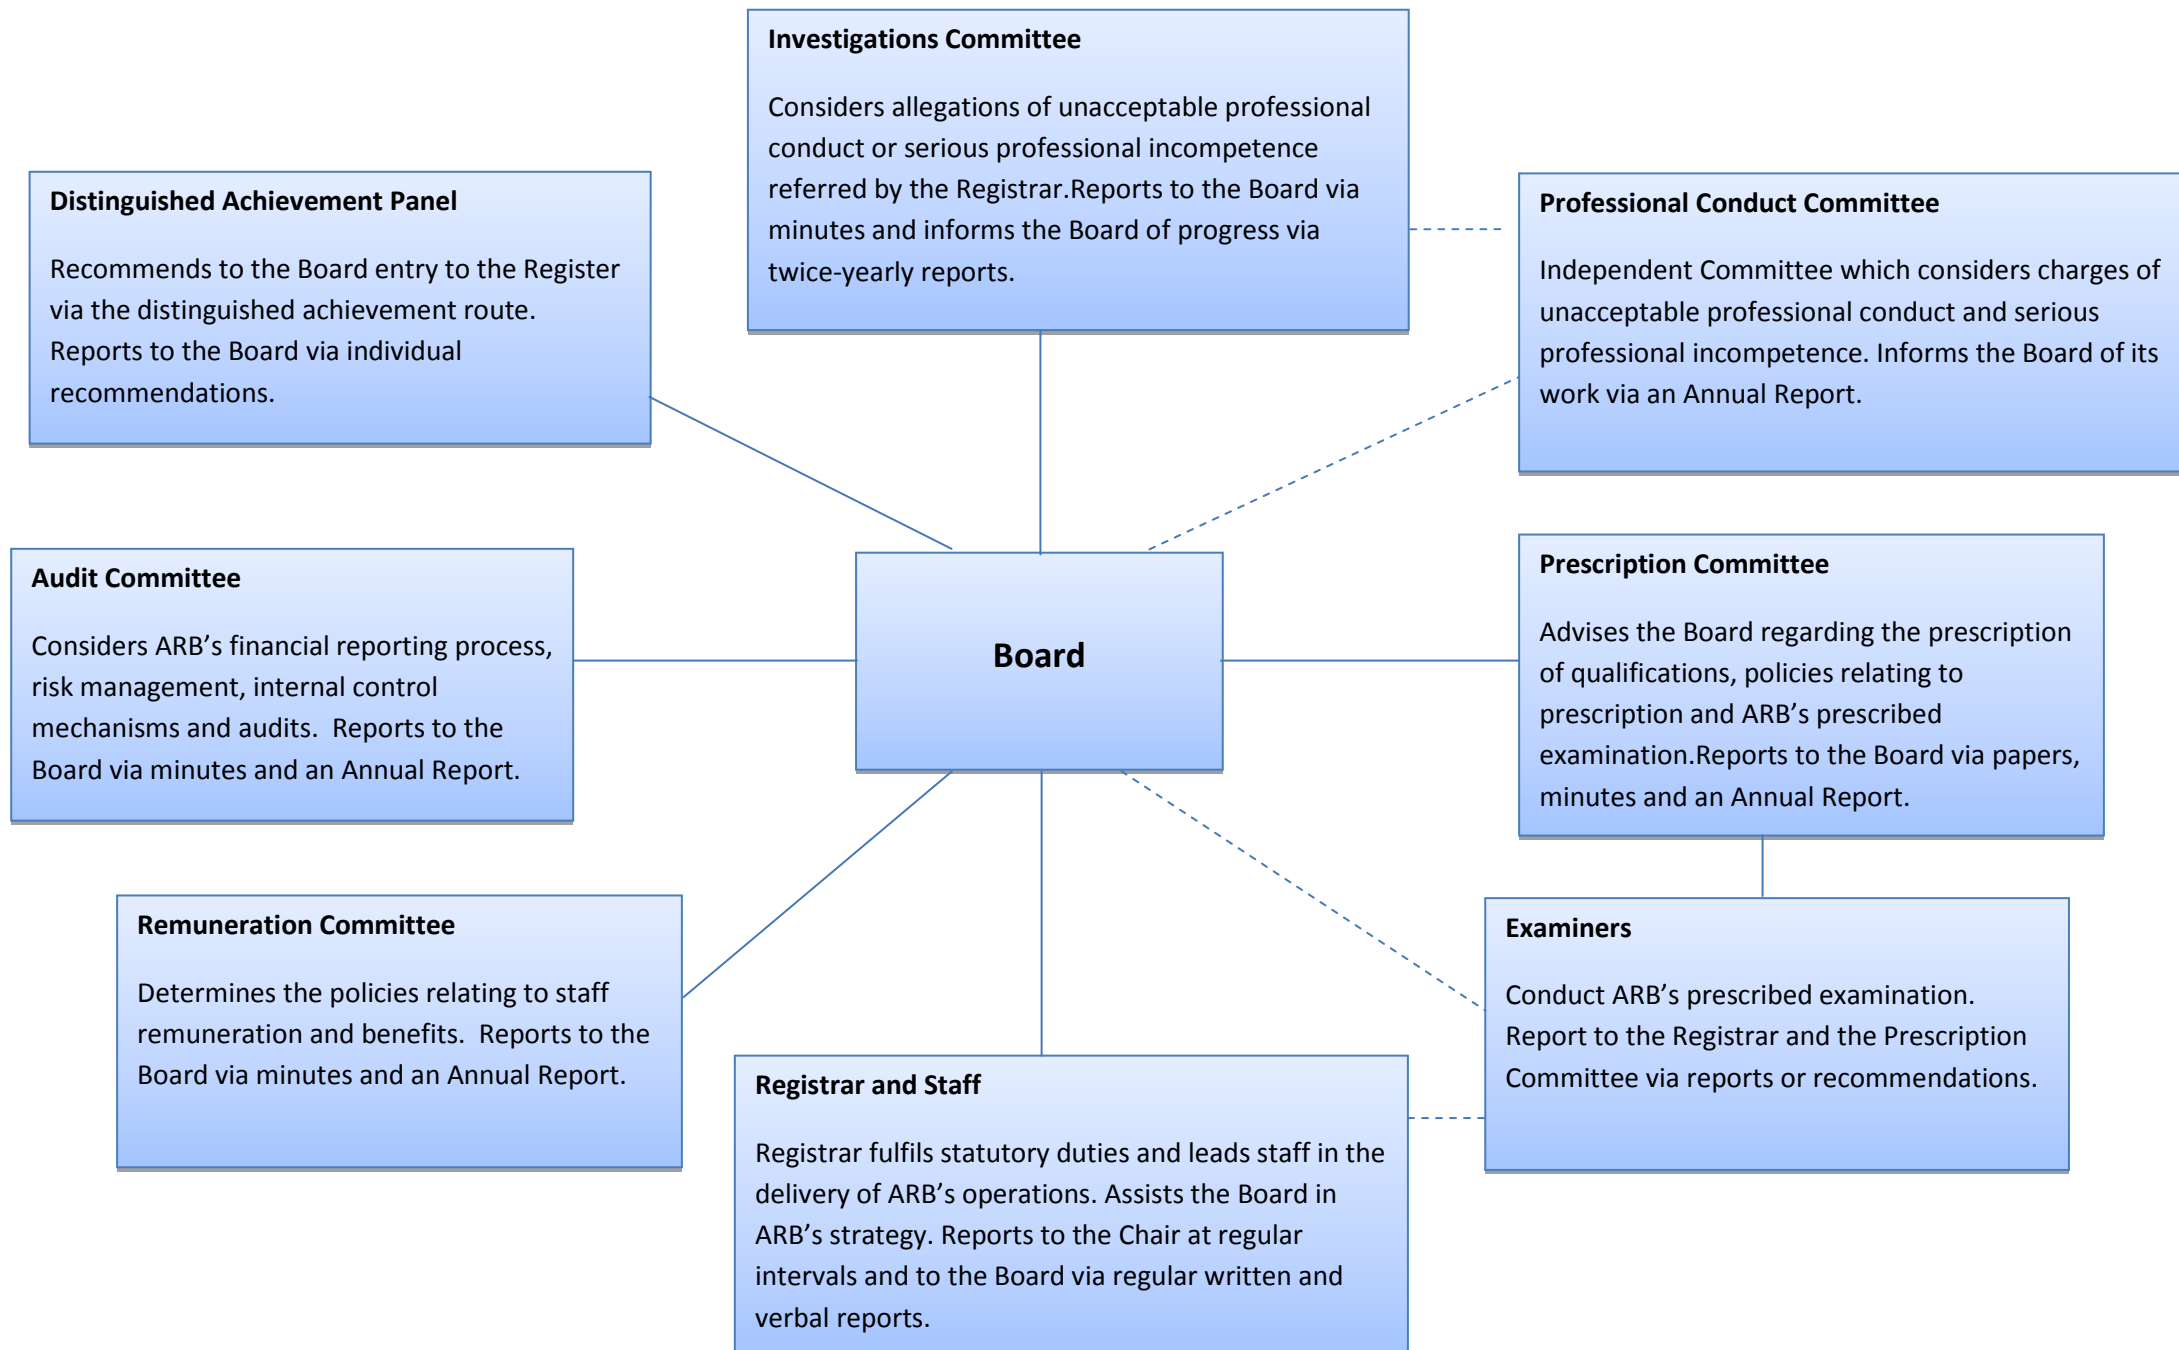 Investigations Committee
Considers allegations of unacceptable professional
conduct or serious professional incompetence
referred by the Registrar.Reports to the Board via
minutes and informs the Board of progress via
twice-yearly reports.
Distinguished Achievement Panel
Recommends to the Board entry to the Register
via the distinguished achievement route.
Reports to the Board via individual
recommendations.
Professional Conduct Committee
Independent Committee which considers charges of
unacceptable professional conduct and serious
professional incompetence. Informs the Board of its
work via an Annual Report.
Audit Committee
Considers ARB’s financial reporting process,
risk management, internal control
mechanisms and audits.  Reports to the
Board via minutes and an Annual Report.
Board
Prescription Committee
Advises the Board regarding the prescription
of qualifications, policies relating to
prescription and ARB’s prescribed
examination.Reports to the Board via papers,
minutes and an Annual Report.
Remuneration Committee
Determines the policies relating to staff
remuneration and benefits.  Reports to the
Board via minutes and an Annual Report.
Examiners
Conduct ARB’s prescribed examination.
Report to the Registrar and the Prescription
Committee via reports or recommendations.
Registrar and Staff
Registrar fulfils statutory duties and leads staff in the
delivery of ARB’s operations. Assists the Board in
ARB’s strategy. Reports to the Chair at regular
intervals and to the Board via regular written and
verbal reports.